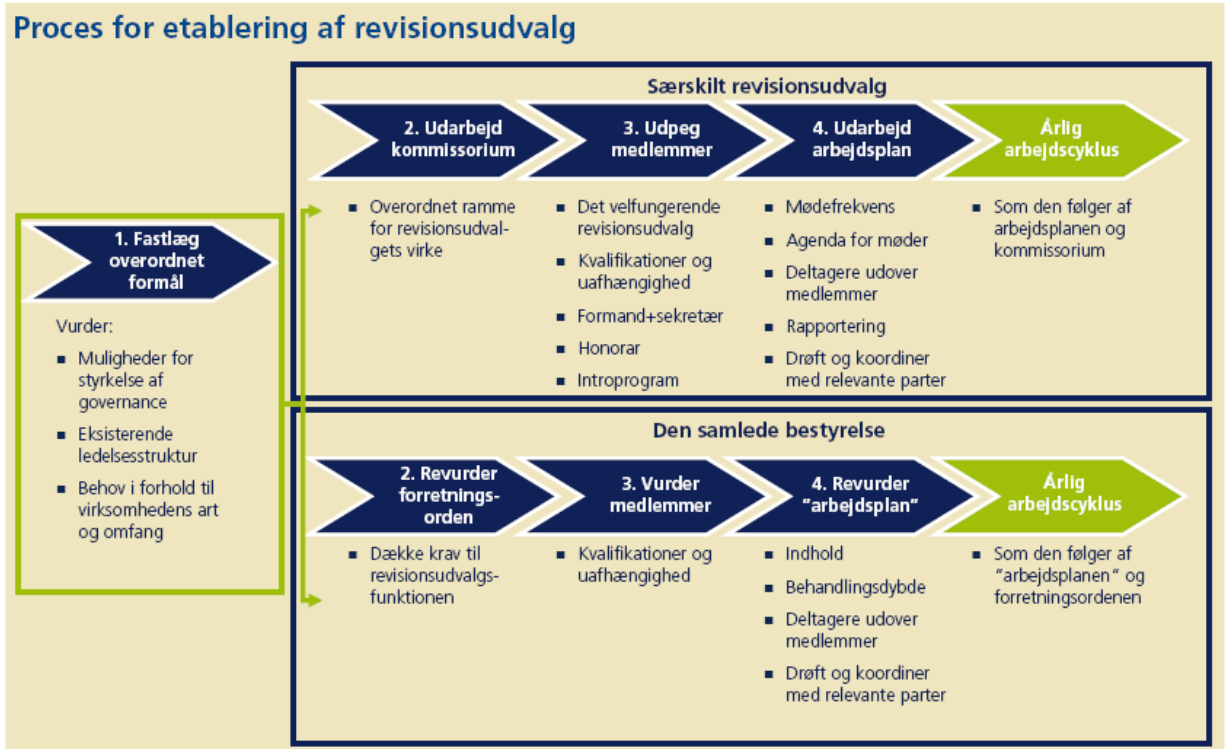 Proces for etablering af revisionsudvalg
1. Fastlæg
overordnet
formål
Vurder:
▪ Muligheder for
styrkelse af
governance
▪ Eksisterende
ledelsesstruktur
▪ Behov i forhold til
virksomhedens art
og omfang
Særskilt revisionsudvalg
2. Udarbejd
kommissorium
▪ Overordnet ramme
for revisionsudval-
gets virke
3. Udpeg
medlemmer
▪ Det velfungerende
revisionsudvalg
▪ Kvalifikationer og
uafhængighed
▪ Formand+sekretær
▪ Honorar
▪ Introprogram
4. Udarbejd
arbejdsplan
▪ Mødefrekvens
▪ Agenda for møder
▪ Deltagere udover
medlemmer
▪ Rapportering
▪ Drøft og koordiner
med relevante parter
Årlig
arbejdscyklus
▪ Som den følger af
arbejdsplanen og
kommissorium
Den samlede bestyrelse
2. Revurder
forretnings-
orden
▪ Dække krav til
revisionsudvalgs-
funktionen
3. Vurder
medlemmer
▪ Kvalifikationer og
uafhængighed
4. Revurder
”arbejdsplan”
▪ Indhold
▪ Behandlingsdybde
▪ Deltagere udover
medlemmer
▪ Drøft og koordiner
med relevante parter
Årlig
arbejdscyklus
▪ Som den følger af
”arbejdsplanen” og
forretningsordenen